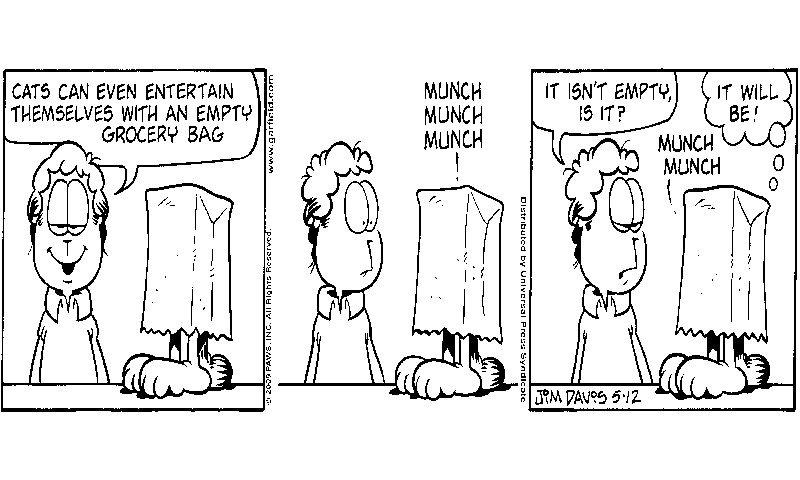 CATS CAN EVEN ENTERTAIN
THEMSELVES WITH AN EMPTY
GROCERY BAG
www.garfield.com
© 2009 PAWS, INC. All Rights Reserved.
MUNCH
MUNCH
MUNCH
Distributed by Universal Press Syndicate
IT ISN'T EMPTY,
IS IT?
MUNCH
MUNCH
IT WILL
BE!
JIM DAVIS 5·12